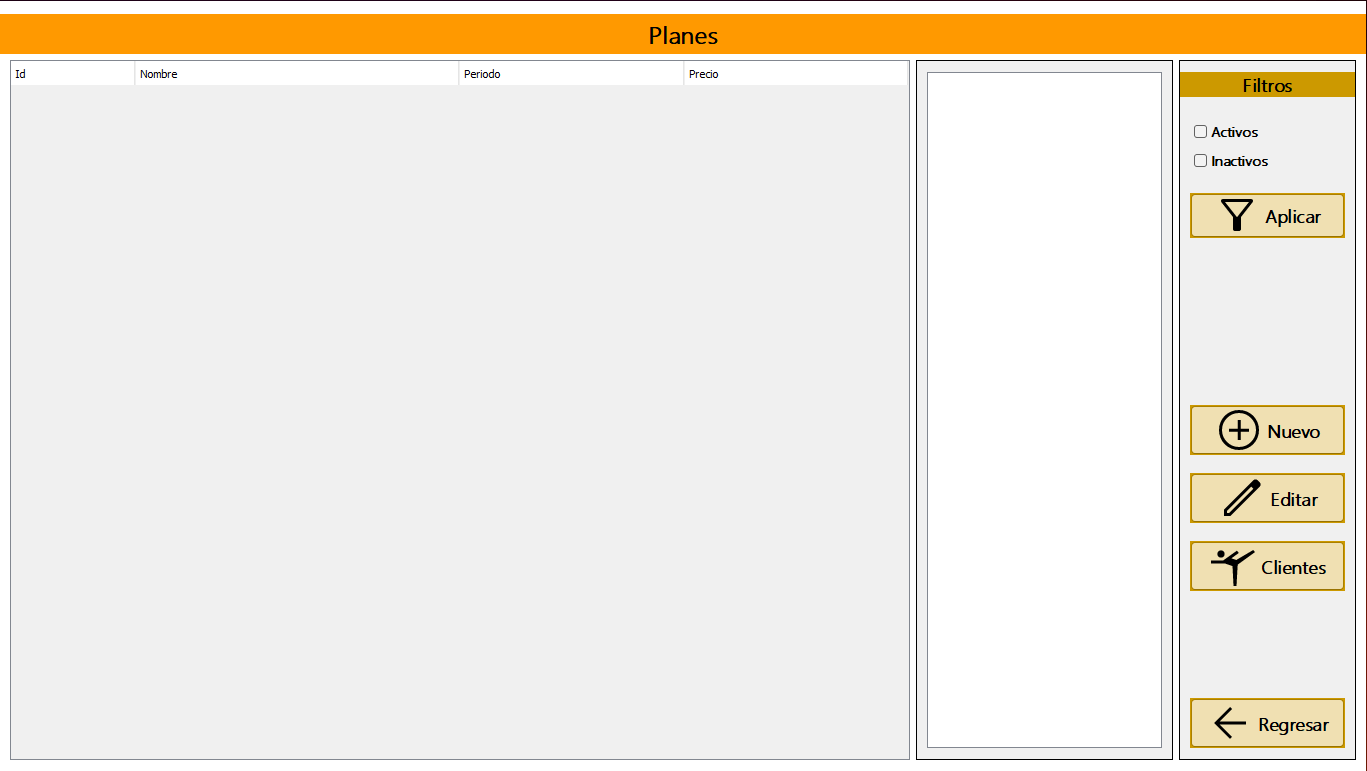 Planes
Id Nombre Periodo Precio
Filtros
Activos
Inactivos
Aplicar
Nuevo
Editar
Clientes
Regresar